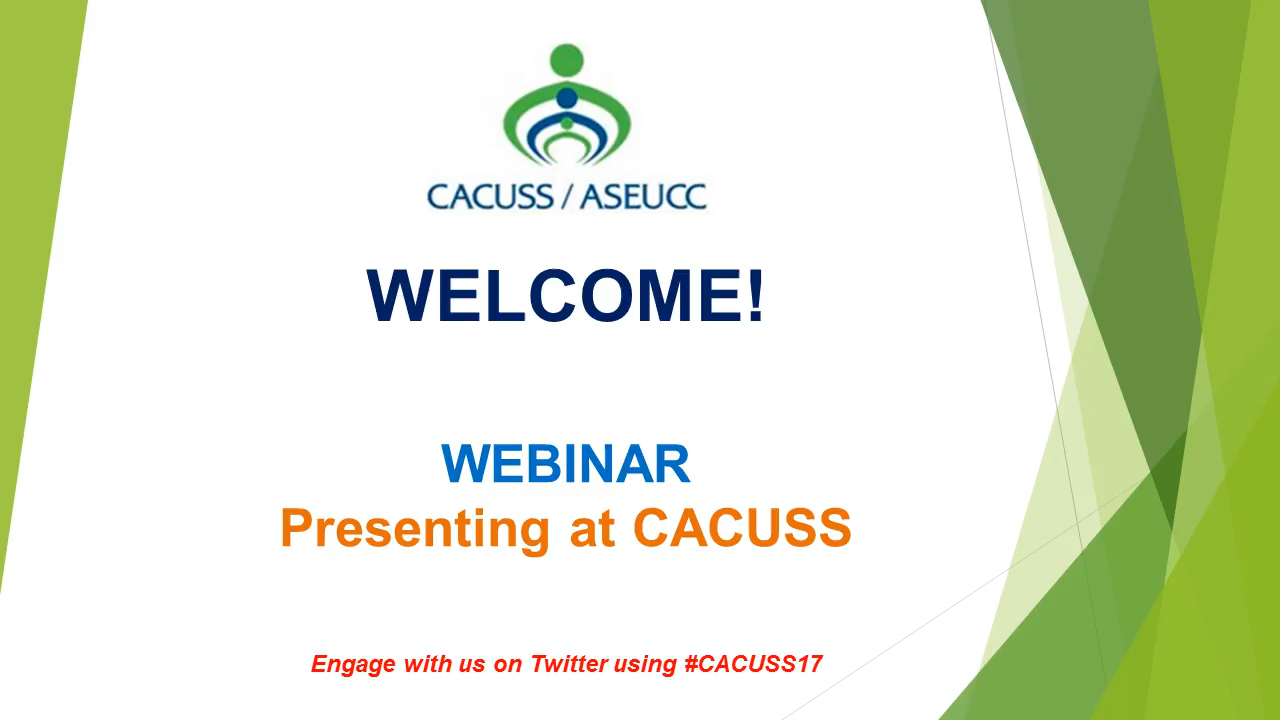 CACUSS / ASEUCC
WELCOME!
WEBINAR
Presenting at CACUSS
Engage with us on Twitter using #CACUSS17